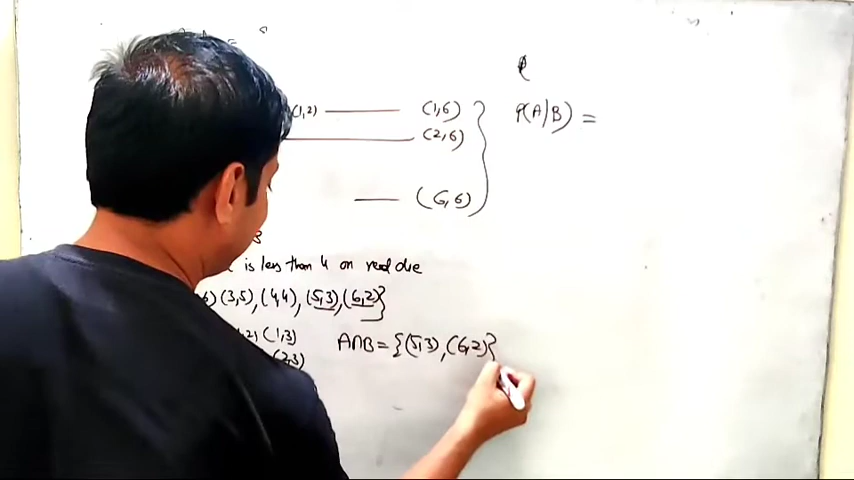 (1,2) (1,6)
(2,6)
(6,6)
P(A/B) =
is less than 4 on red die
(3,5), (4,4), (5,3), (6,2)}
(1,3)
(2,3)
A∩B = {(5,3), (6,2)}